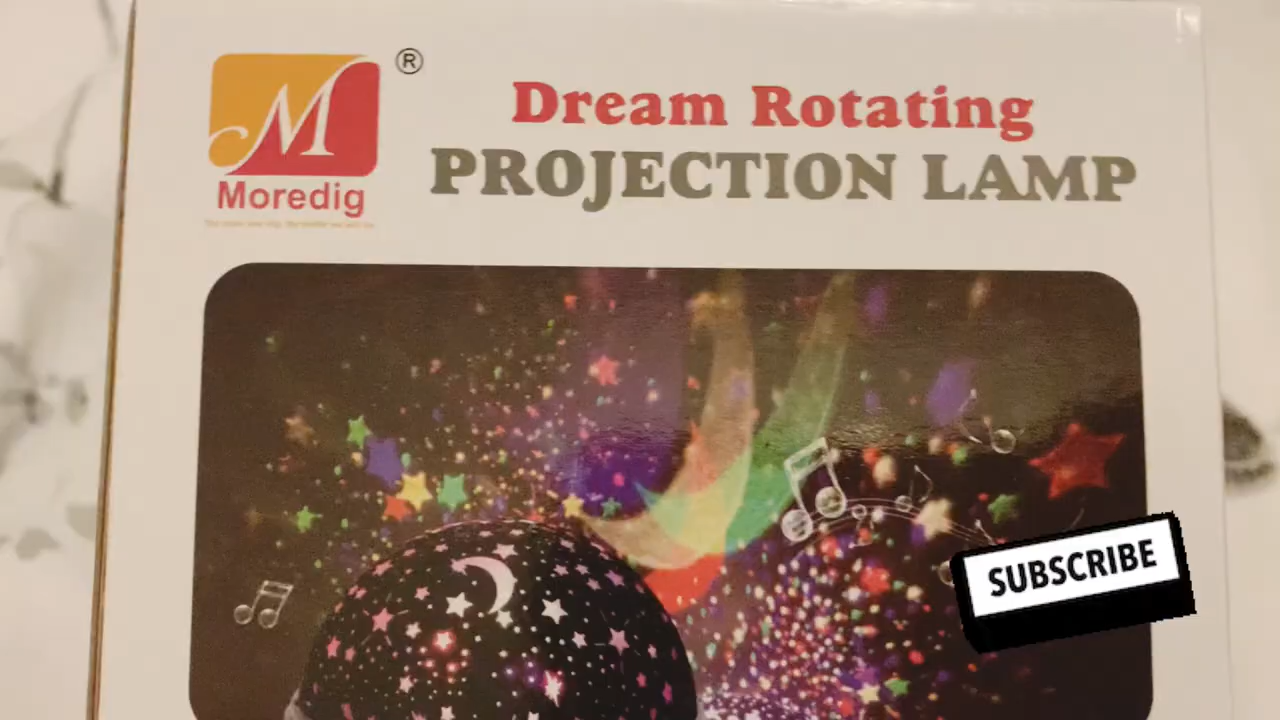 M
®
Moredig
Dream Rotating
PROJECTION LAMP
SUBSCRIBE